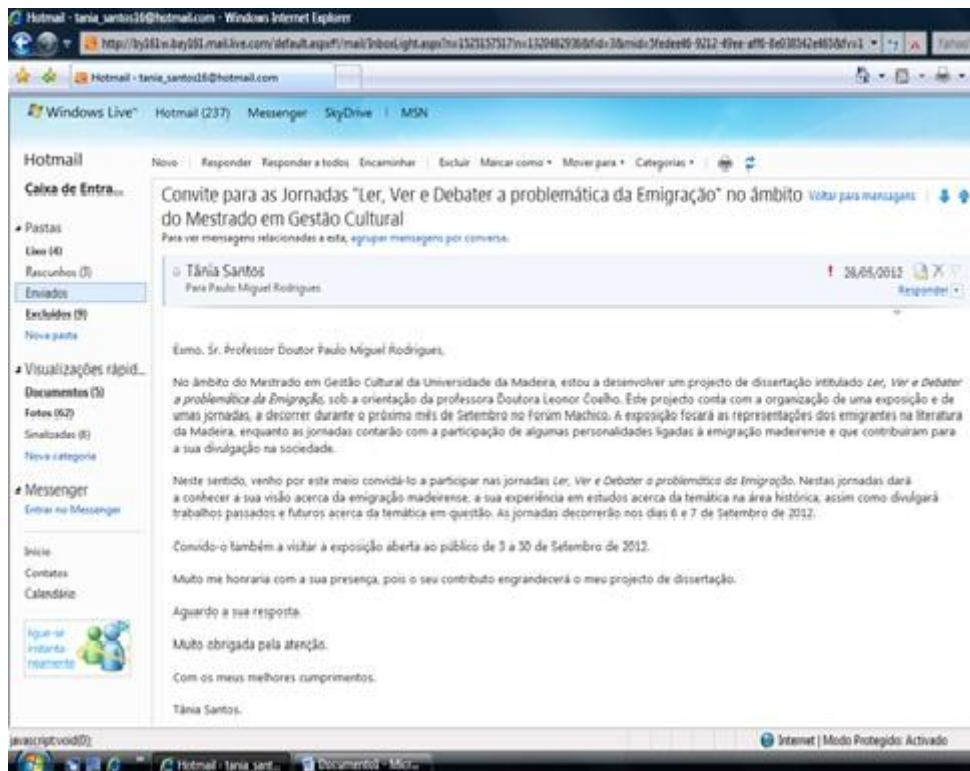 Hotmail - tania_santos16@hotmail.com - Windows Internet Explorer
Hotmail - tania_santos16@hotmail.com
Windows Live™ Hotmail (237) Messenger SkyDrive | MSN
Hotmail
Novo | Responder Responder a todos Encaminhar | Excluir Marcar como Mover para Categorias
Caixa de Entra...
Convite para as Jornadas "Ler, Ver e Debater a problemática da Emigração" no âmbito
do Mestrado em Gestão Cultural
Voltar para mensagens
Para ver mensagens relacionadas a esta, agrupar mensagens por conversa.
Pastas
Lixo (4)
Rascunhos (3)
Enviados
Excluídos (9)
Nova pasta
Tânia Santos
Para Paulo Miguel Rodrigues
! 28/05/2012
Responder
Visualizações rápid...
Documentos (5)
Fotos (62)
Sinalizadas (8)
Nova categoria
Messenger
Entrar no Messenger
Início
Contatos
Calendário
ligue-se
instanta
neamente
Exmo. Sr. Professor Doutor Paulo Miguel Rodrigues,
No âmbito do Mestrado em Gestão Cultural da Universidade da Madeira, estou a desenvolver um projecto de dissertação intitulado Ler, Ver e Debater
a problemática da Emigração, sob a orientação da professora Doutora Leonor Coelho. Este projecto conta com a organização de uma exposição e de
umas jornadas, a decorrer durante o próximo mês de Setembro no Forúm Machico. A exposição focará as representações dos emigrantes na literatura
da Madeira, enquanto as jornadas contarão com a participação de algumas personalidades ligadas à emigração madeirense e que contribuíram para
a sua divulgação na sociedade.
Neste sentido, venho por este meio convidá-lo a participar nas jornadas Ler, Ver e Debater a problemática da Emigração. Nestas jornadas dará
a conhecer a sua visão acerca da emigração madeirense, a sua experiência em estudos acerca da temática na área histórica, assim como divulgará
trabalhos passados e futuros acerca da temática em questão. As jornadas decorrerão nos dias 6 e 7 de Setembro de 2012.
Convido-o também a visitar a exposição aberta ao público de 3 a 30 de Setembro de 2012.
Muito me honraria com a sua presença, pois o seu contributo engrandecerá o meu projecto de dissertação.
Aguardo a sua resposta.
Muito obrigada pela atenção.
Com os meus melhores cumprimentos.
Tânia Santos.
javascript:void(0);
Internet | Modo Protegido: Activado
Hotmail - tania_sant...
Documento1 - Micr...